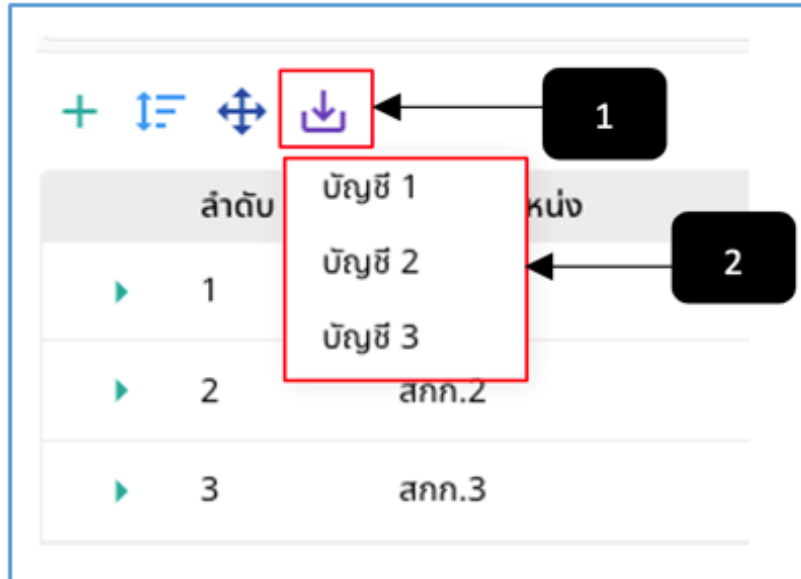 1
บัญชี 1
ลำดับ หน่ง
บัญชี 2
2
1
บัญชี 3
2 สกก.2
3 สกก.3